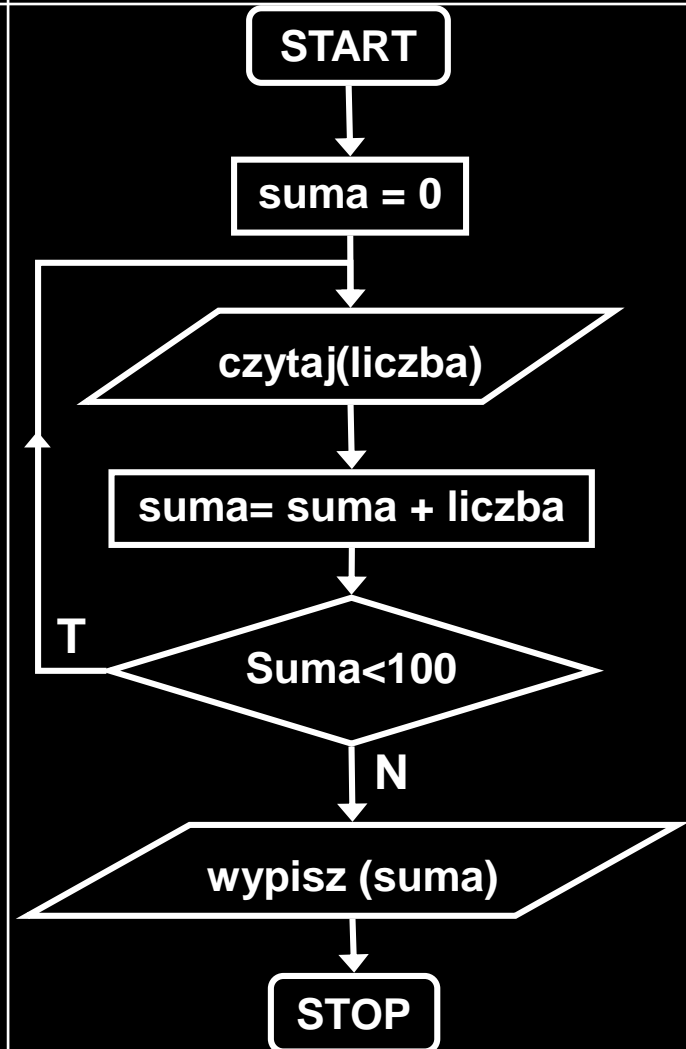 START
suma = 0
czytaj(liczba)
suma= suma + liczba
T
Suma<100
N
wypisz (suma)
STOP